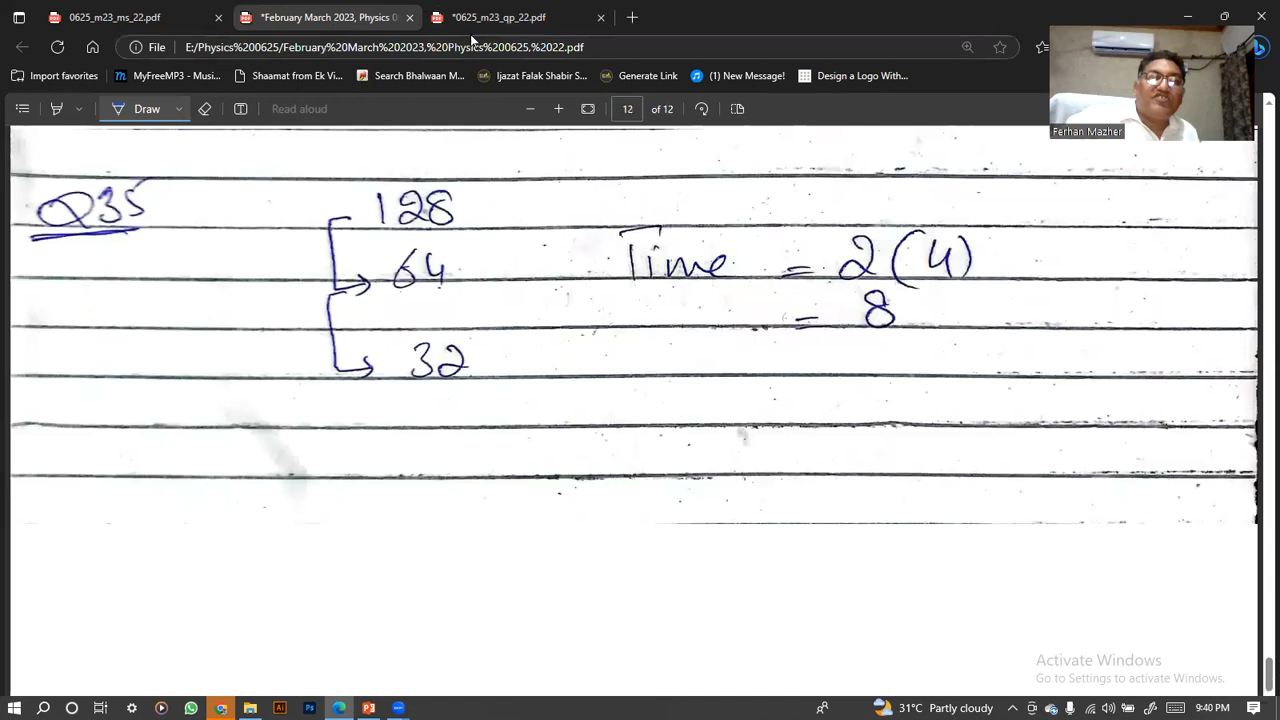 0625_m23_ms_22.pdf
*February March 2023, Physics 0
*0625_m23_qp_22.pdf
File
E:/Physics%200625/February%20March%202023,%20Physics%200625,%2022.pdf
Import favorites
MyFreeMP3 - Musi...
Shaamat from Ek Vi...
Search Bhalwaan M...
Ijazat Falak Shabir S...
Generate Link
(1) New Message!
Design a Logo With...
Draw
Read aloud
12 of 12
Ferhan Mazher
Q35
128
64
32
Time = 2(4)
= 8
Activate Windows
Go to Settings to activate Windows.
31°C Partly cloudy
9:40 PM